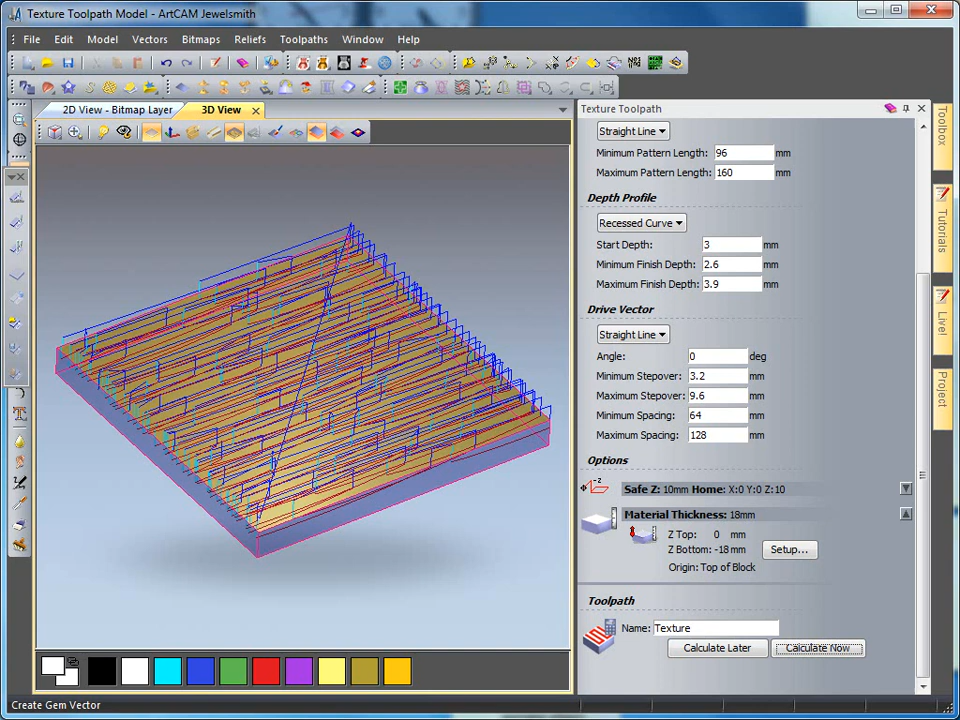 Texture Toolpath Model - ArtCAM Jewelsmith
File Edit Model Vectors Bitmaps Reliefs Toolpaths Window Help
2D View - Bitmap Layer 3D View
Texture Toolpath
Straight Line
Minimum Pattern Length: 96 mm
Maximum Pattern Length: 160 mm
Depth Profile
Recessed Curve
Start Depth: 3 mm
Minimum Finish Depth: 2.6 mm
Maximum Finish Depth: 3.9 mm
Drive Vector
Straight Line
Angle: 0 deg
Minimum Stepover: 3.2 mm
Maximum Stepover: 9.6 mm
Minimum Spacing: 64 mm
Maximum Spacing: 128 mm
Options
Safe Z: 10mm Home: X:0 Y:0 Z:10
Material Thickness: 18mm
Z Top: 0 mm
Z Bottom: -18 mm
Setup...
Origin: Top of Block
Toolpath
Name: Texture
Calculate Later Calculate Now
Toolbox
Tutorials
Live!
Project
Create Gem Vector